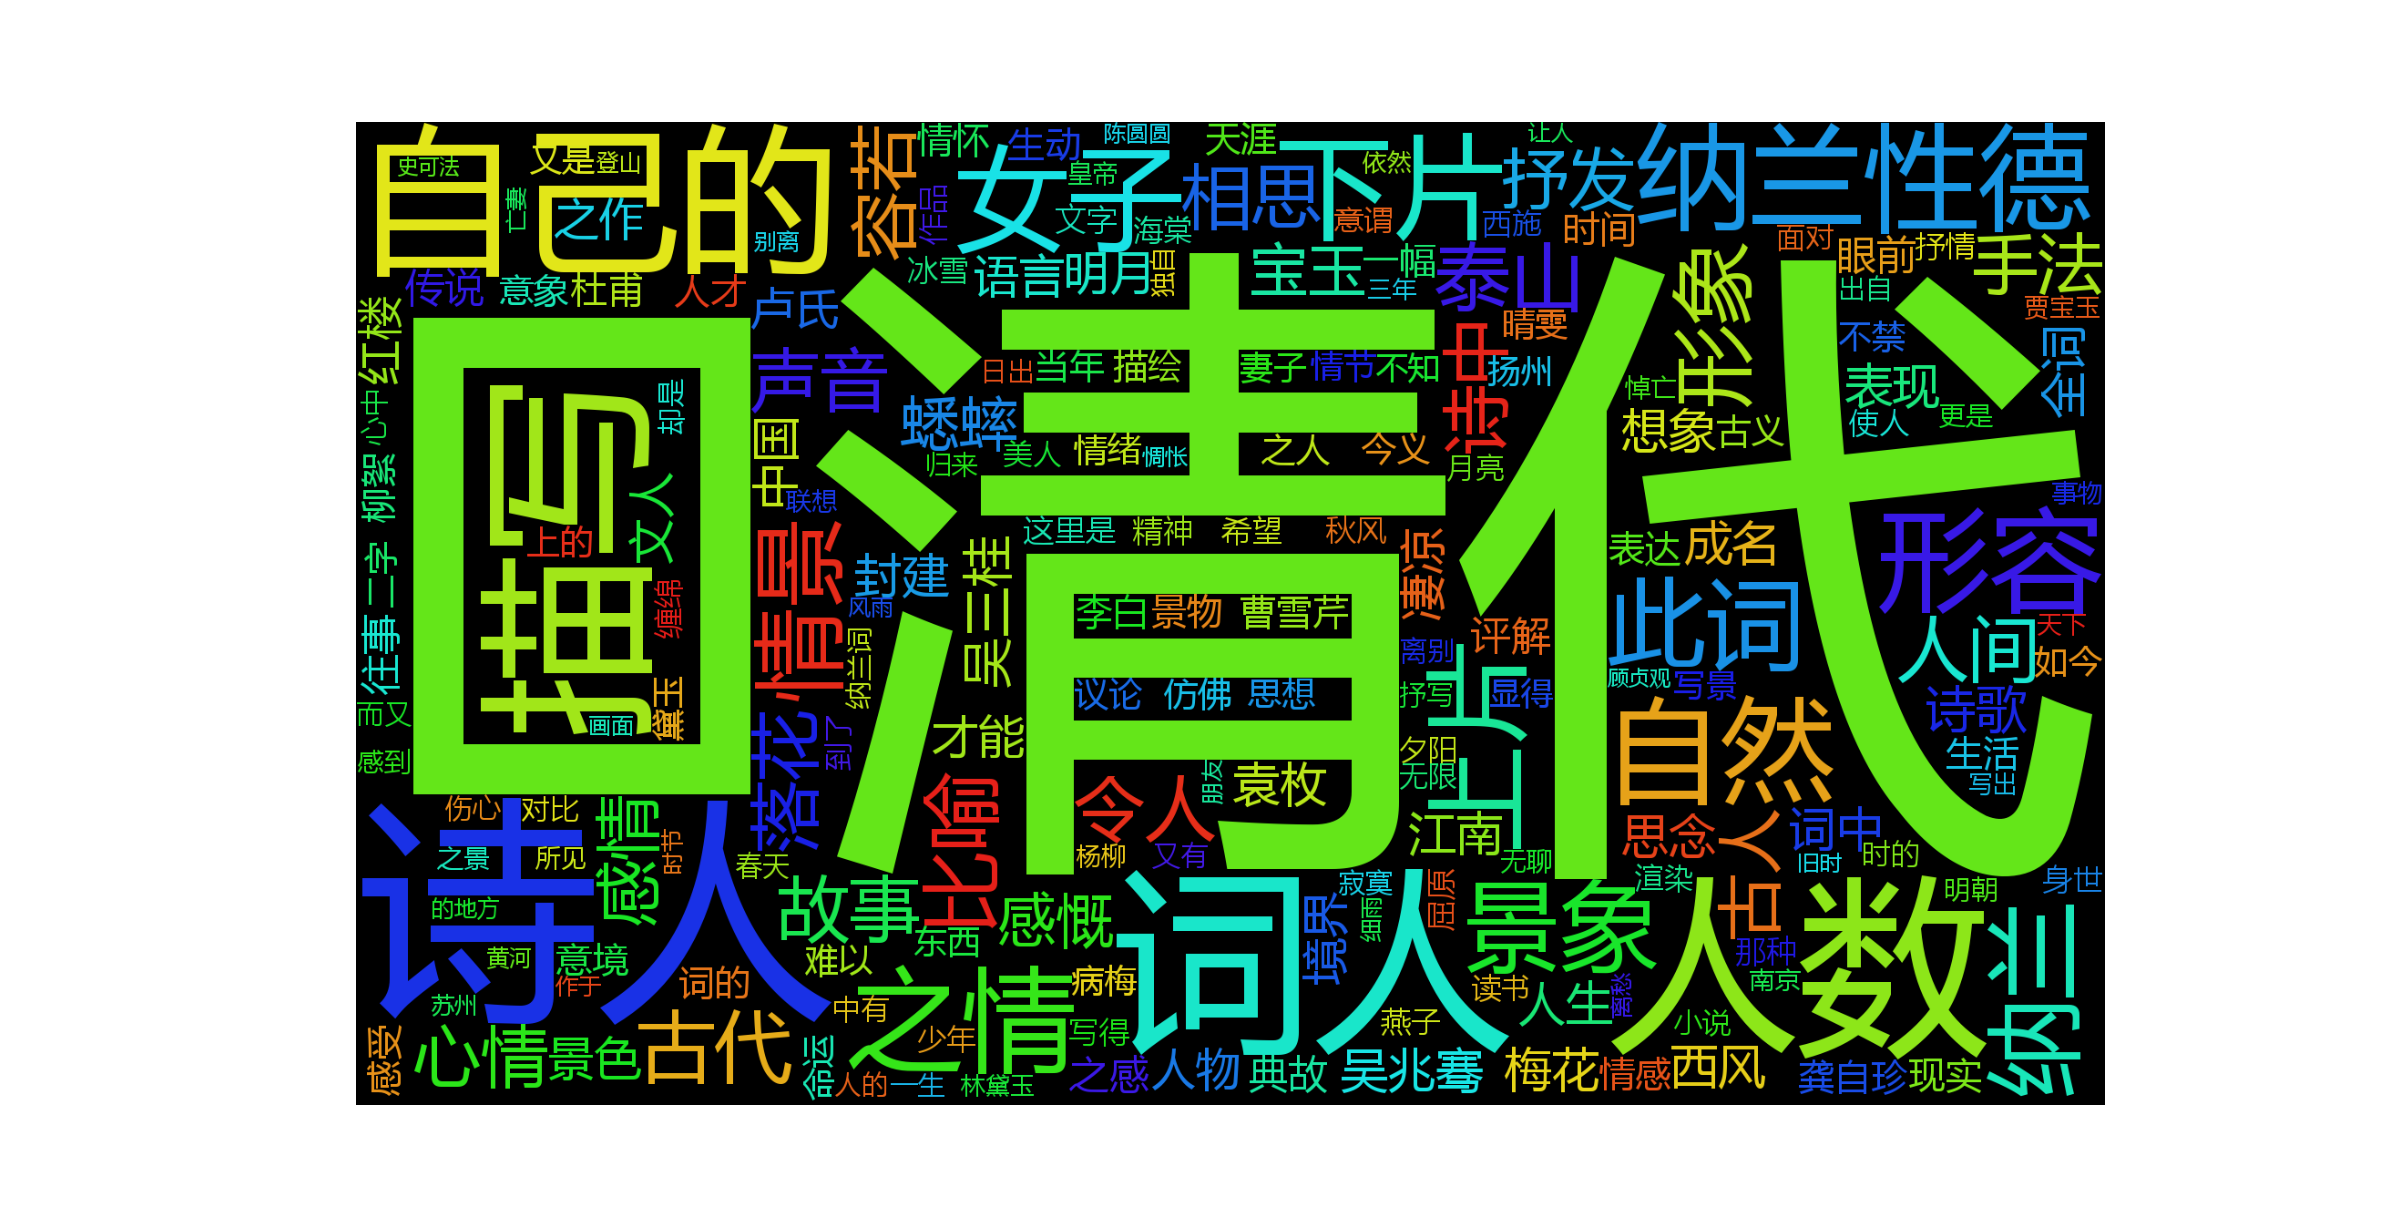 自己的
史可法
又是
登山
之作
亡妻
别离
容若
情怀
作品
生动
陈圆圆
女子
皇帝
文字
海棠
相思
天涯
下片
意谓
依然
西施
让人
抒发
时间
纳兰性德
面对
眼前
抒情
手法
传说
意象
杜甫
人才
卢氏
冰雪
语言
明月
孤自
宝玉
一幅
三年
泰山
晴雯
形象
出自
贾宝玉
不禁
全词
红楼
清代
声音
日出
当年
描绘
妻子
情节
不知
诗中
扬州
悼亡
表现
使人
更是
心中
描写
却是
中国
蟋蟀
归来
美人
情绪
惆怅
之人
今义
月亮
想象
古义
柳絮
文人
联想
事物
上的
情景
这里是
精神
希望
秋风
凄凉
表达
成名
形容
二字
缠绵
封建
风雨
吴三桂
李白
景物
曹雪芹
评解
此词
人间
天下
如今
往事
黛玉
纳兰词
议论
仿佛
思想
离别
抒写
显得
顾贞观
写景
诗歌
而又
画面
落花
到了
才能
上片
自然
生活
写出
感到
夕阳
无限
朋友
袁枚
令人
比喻
江南
诗人
伤心
对比
感情
时节
之景
所见
春天
杨柳
又有
无聊
思念
古人
词中
旧时
时的
身世
的地方
故事
感慨
东西
词人
寂寞
细雨
屈原
境界
景象
渲染
人数
明朝
纳兰
黄河
意境
作于
词的
难以
之情
病梅
读书
离愁
人生
那种
南京
苏州
中有
少年
写得
燕子
小说
感受
心情
景色
古代
命运
人的一生
林黛玉
之感
人物
典故
吴兆骞
梅花
情感
西风
龚自珍
现实